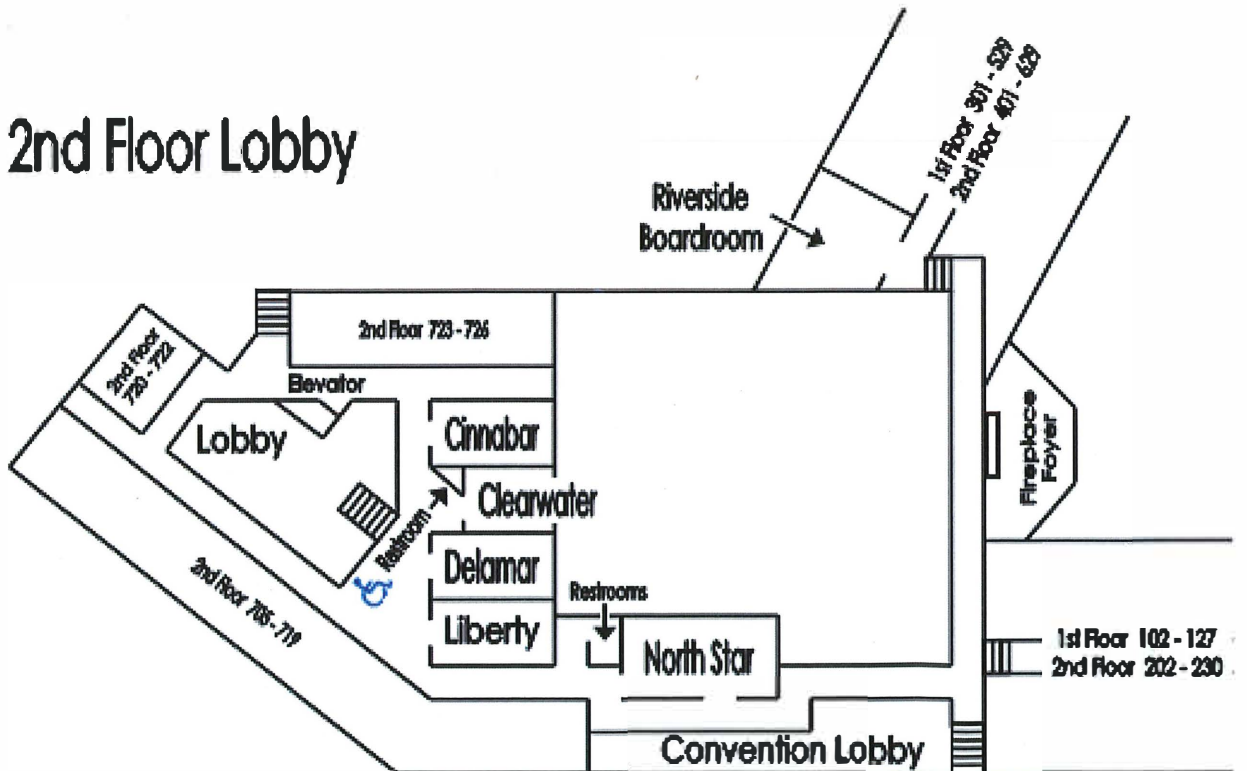 2nd Floor Lobby
1st Floor 301 - 529
2nd Floor 401 - 629
Riverside
Boardroom
2nd Floor 723 - 726
2nd Floor
720 - 722
Elevator
Lobby
Cinnabar
Restroom
Clearwater
Delamar
Liberty
Restrooms
North Star
Fireplace
Foyer
2nd Floor 705 - 719
1st Floor 102 - 127
2nd Floor 202 - 230
Convention Lobby